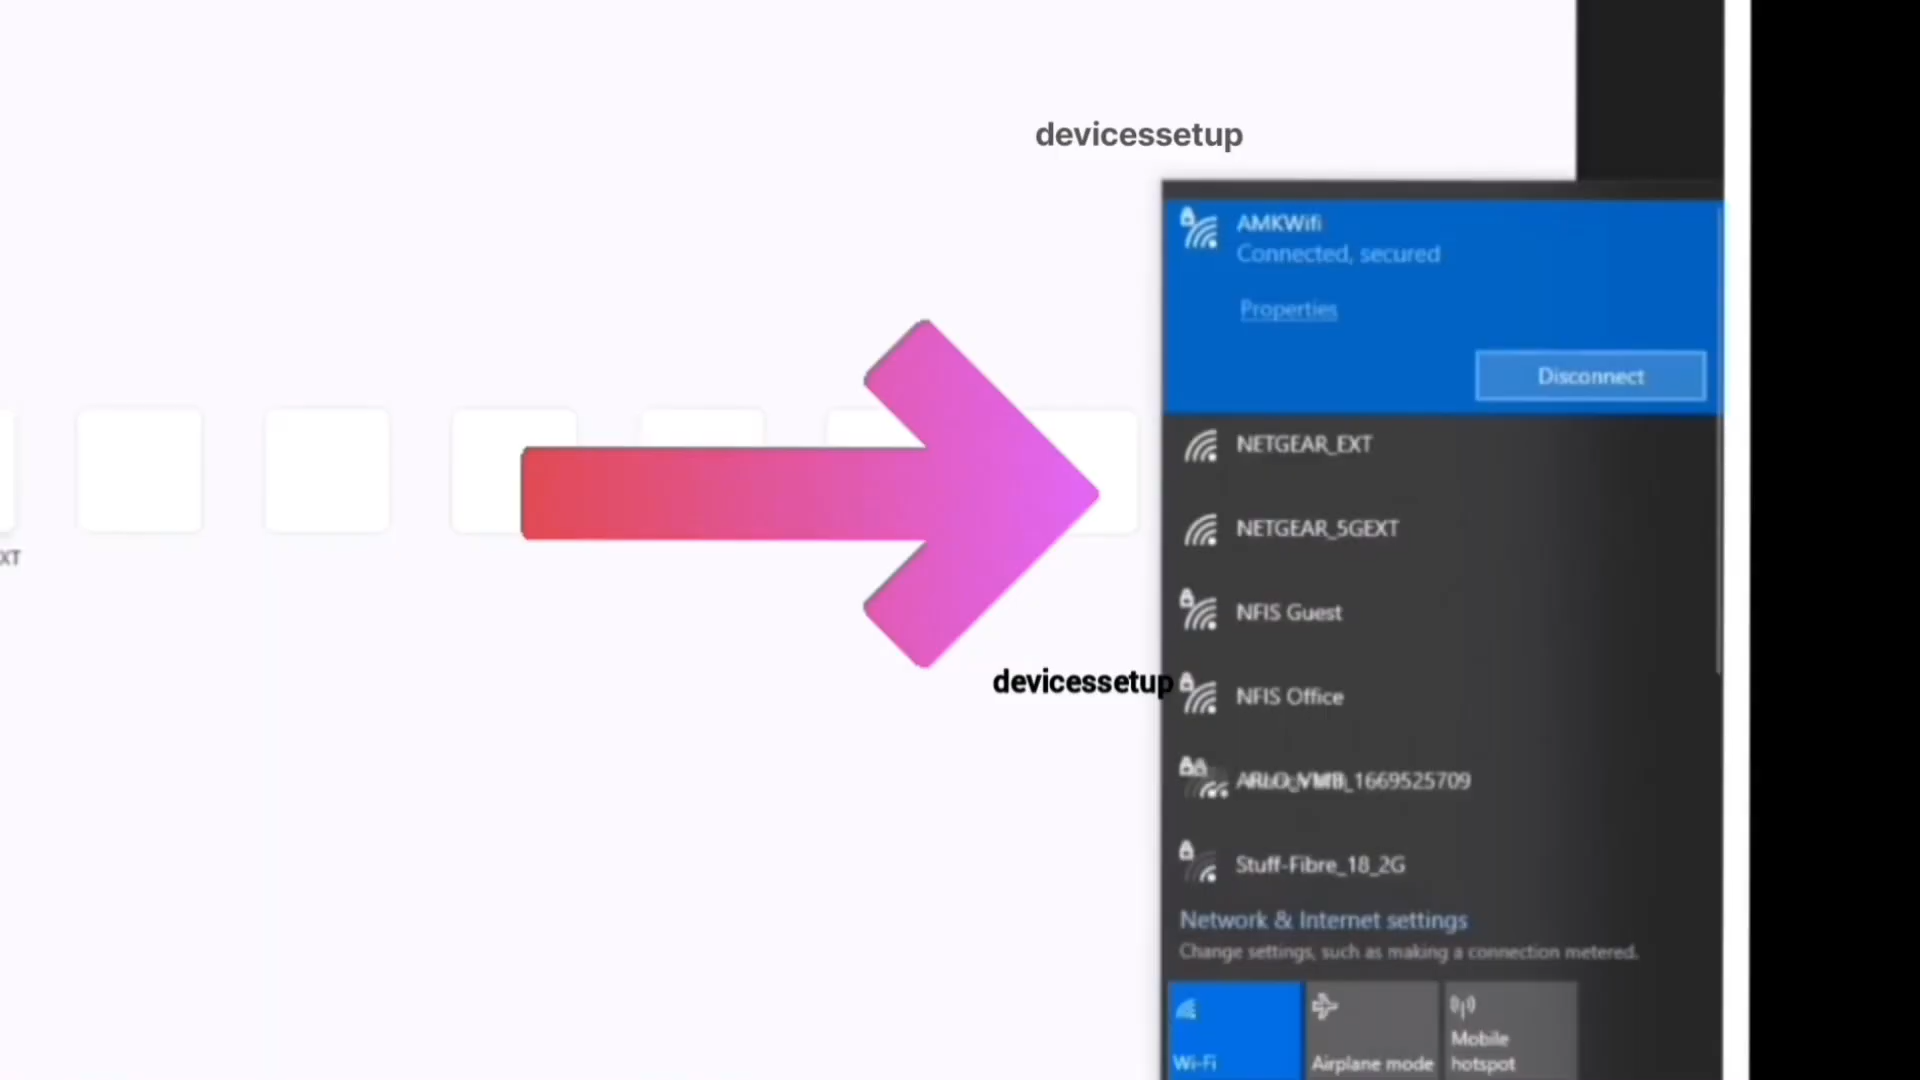 devicessetup
AMKWifi
Connected, secured
Properties
Disconnect
NETGEAR_EXT
NETGEAR_5GEXT
XT
NFIS Guest
devicessetup
NFIS Office
1669525709
Stuff-Fibre_18_2G
Network & Internet settings
Change settings, such as making a connection metered.
Wi-Fi
Airplane mode
Mobile
hotspot